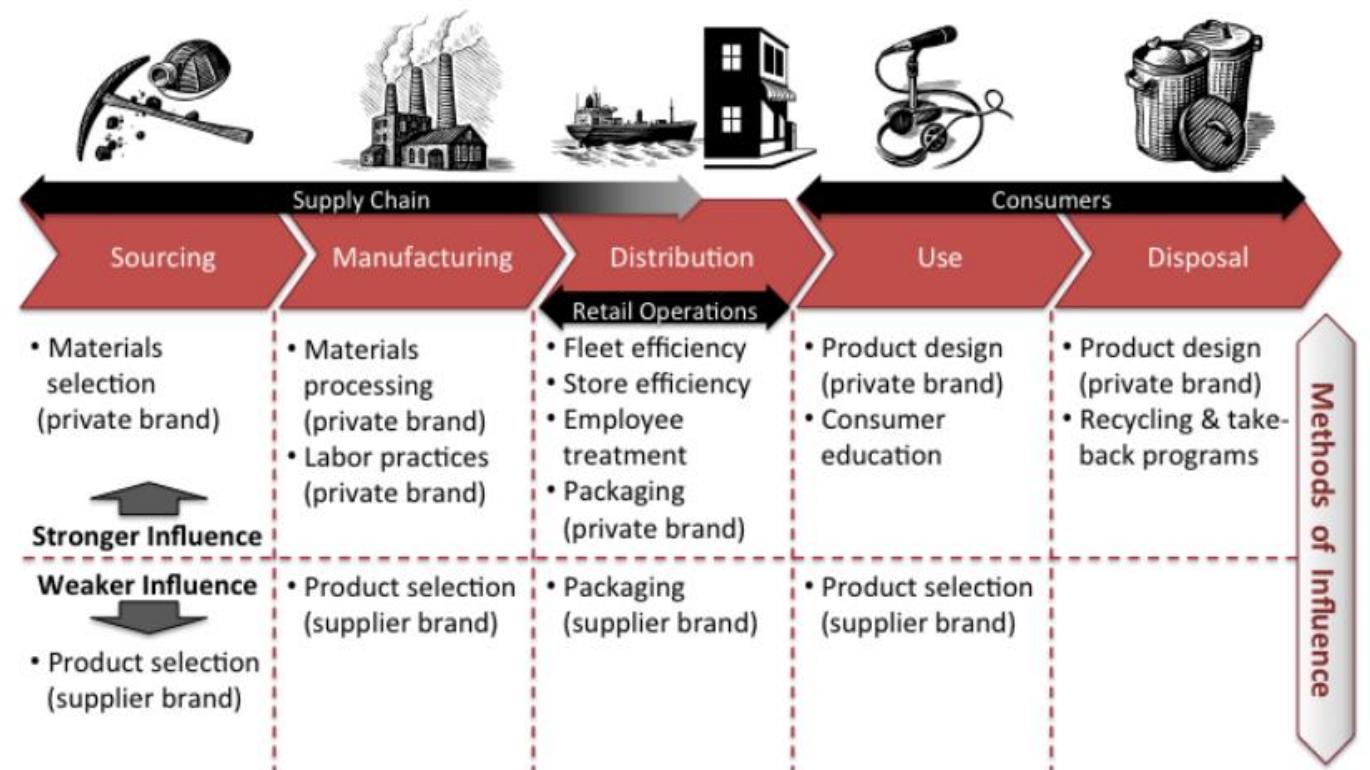 Supply Chain
Consumers
Sourcing
Manufacturing
Distribution
Use
Disposal
Retail Operations
• Materials
selection
(private brand)
Stronger Influence
Weaker Influence
• Product selection
(supplier brand)
• Materials
processing
(private brand)
• Labor practices
(private brand)
• Product selection
(supplier brand)
• Fleet efficiency
• Store efficiency
• Employee
treatment
• Packaging
(private brand)
• Packaging
(supplier brand)
• Product design
(private brand)
• Consumer
education
• Product selection
(supplier brand)
• Product design
(private brand)
• Recycling & take-
back programs
Methods of Influence